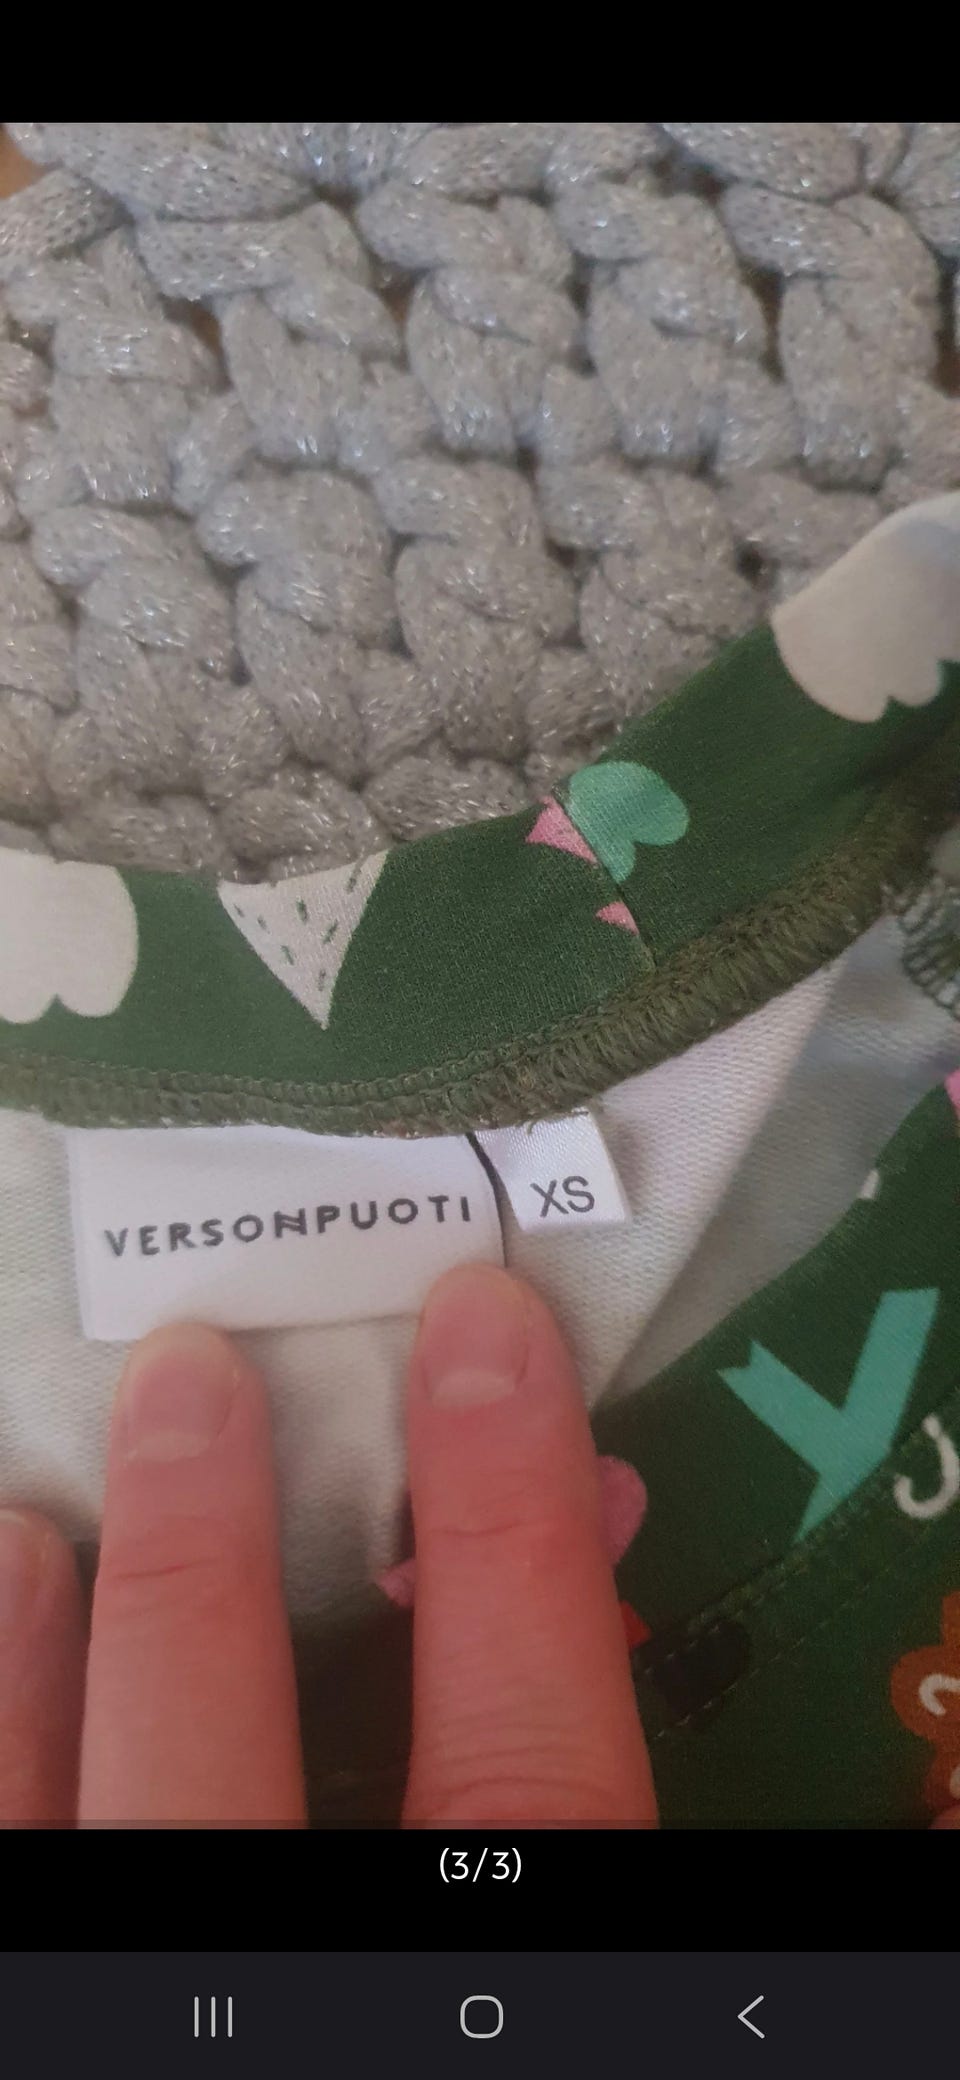 VERSONPUOTI
XS
(3/3)